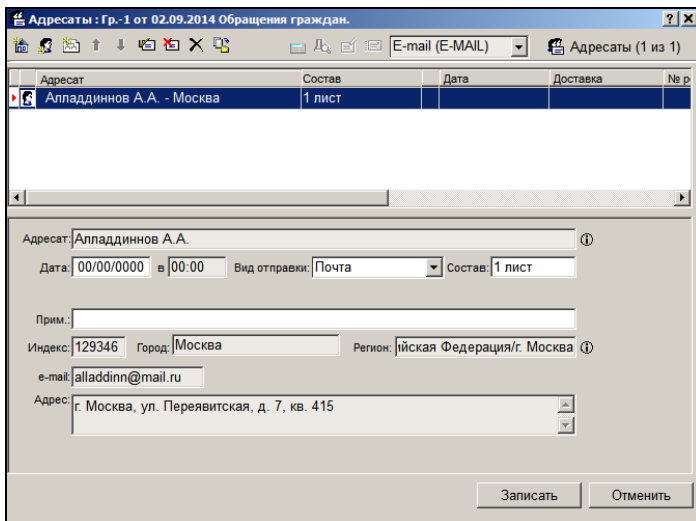 Адресаты : Гр.-1 от 02.09.2014 Обращения граждан.
E-mail (E-MAIL) Адресаты (1 из 1)
Адресат Состав Дата Доставка № р
Алладдиннов А.А. - Москва 1 лист
Адресат: Алладдиннов А.А.
Дата: 00/00/0000 в 00:00 Вид отправки: Почта Состав: 1 лист
Прим.:
Индекс: 129346 Город: Москва Регион: ийская Федерация/г. Москва
e-mail: alladdinn@mail.ru
Адрес: г. Москва, ул. Переявитская, д. 7, кв. 415
Записать Отменить